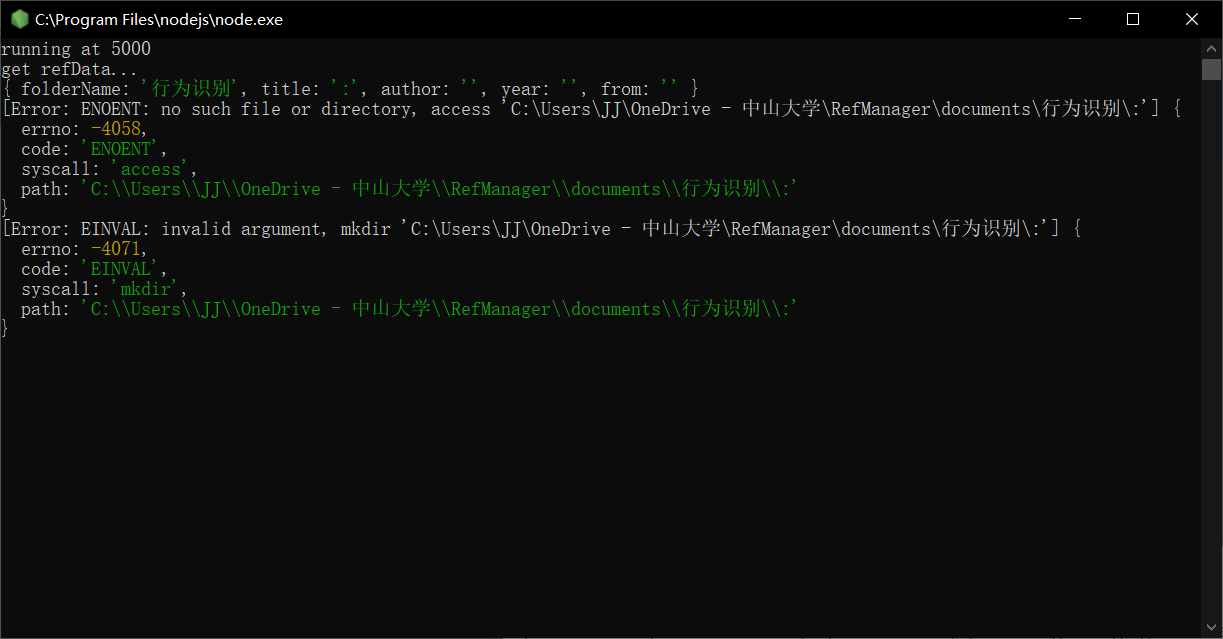 C:\Program Files\nodejs\node.exe
running at 5000
get refData...
{ folderName: '行为识别', title: ':', author: '', year: '', from: '' }
[Error: ENOENT: no such file or directory, access 'C:\Users\JJ\OneDrive - 中山大学\RefManager\documents\行为识别\:'] {
  errno: -4058,
  code: 'ENOENT',
  syscall: 'access',
  path: 'C:\\Users\\JJ\\OneDrive - 中山大学\\RefManager\\documents\\行为识别\\:'
}
[Error: EINVAL: invalid argument, mkdir 'C:\Users\JJ\OneDrive - 中山大学\RefManager\documents\行为识别\:'] {
  errno: -4071,
  code: 'EINVAL',
  syscall: 'mkdir',
  path: 'C:\\Users\\JJ\\OneDrive - 中山大学\\RefManager\\documents\\行为识别\\:'
}